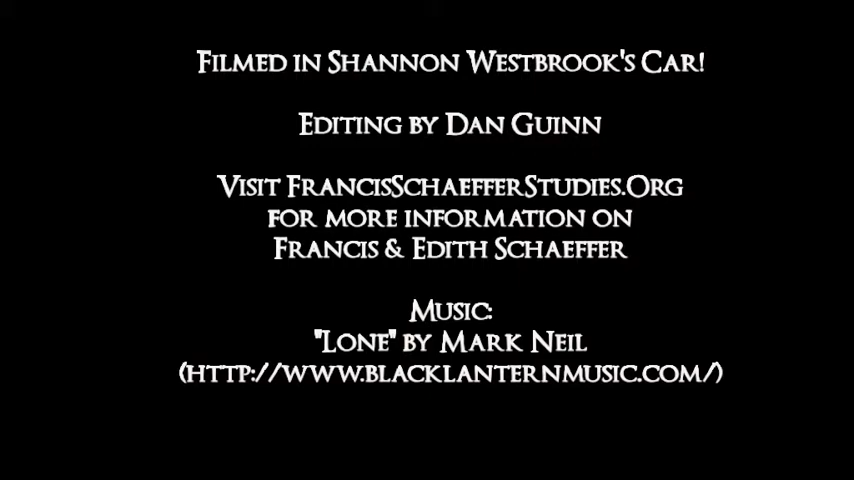 Filmed in Shannon Westbrook's Car!
Editing by Dan Guinn
Visit FrancisSchaefferStudies.Org
for more information on
Francis & Edith Schaeffer
Music:
"Lone" by Mark Neil
(http://www.blacklanternmusic.com/)